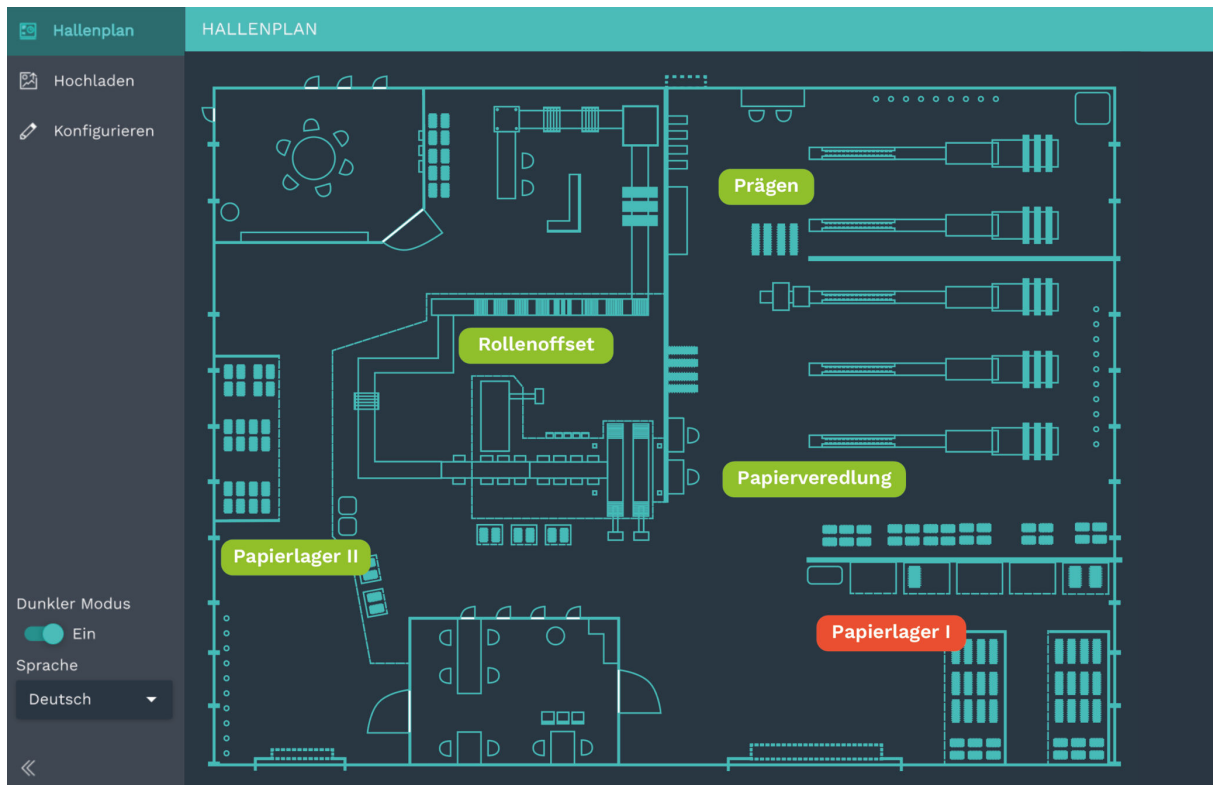 Hallenplan
HALLENPLAN
Hochladen
Konfigurieren
Prägen
Rollenoffset
Papierveredlung
Papierlager II
Papierlager I
Dunkler Modus
Ein
Sprache
Deutsch